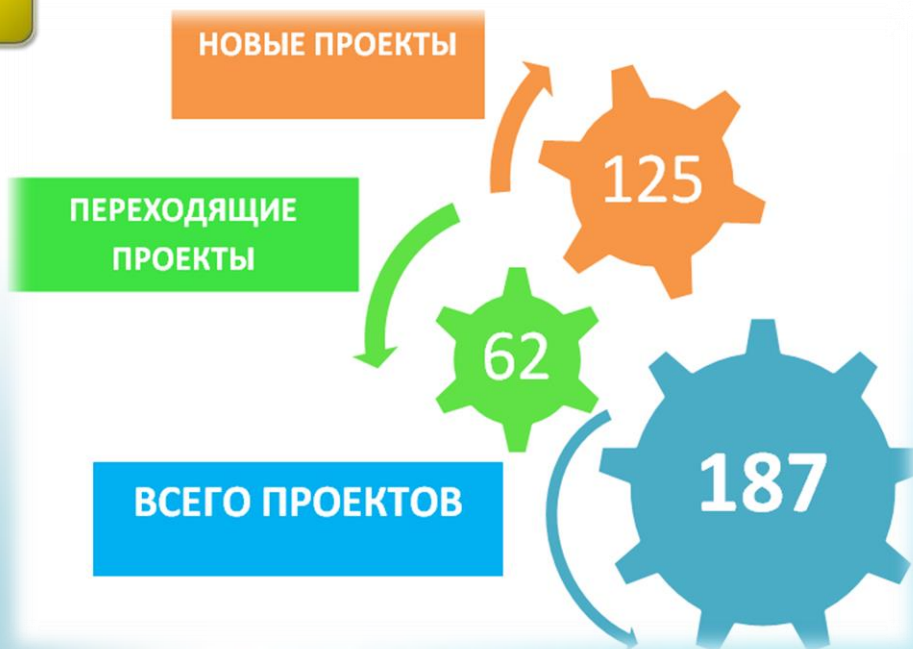 НОВЫЕ ПРОЕКТЫ
125
ПЕРЕХОДЯЩИЕ
ПРОЕКТЫ
62
ВСЕГО ПРОЕКТОВ
187